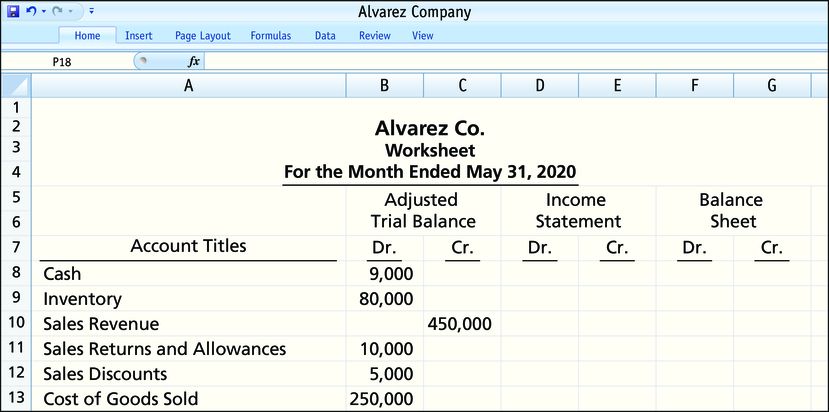 Alvarez Company
Home Insert Page Layout Formulas Data Review View
P18 fx
A B C D E F G
1
2 Alvarez Co.
3 Worksheet
4 For the Month Ended May 31, 2020
5 Adjusted Income Balance
6 Trial Balance Statement Sheet
7 Account Titles Dr. Cr. Dr. Cr. Dr. Cr.
8 Cash 9,000
9 Inventory 80,000
10 Sales Revenue 450,000
11 Sales Returns and Allowances 10,000
12 Sales Discounts 5,000
13 Cost of Goods Sold 250,000